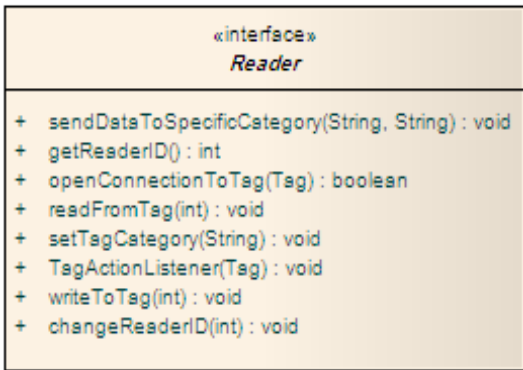 «interface»
Reader
+ sendDataToSpecificCategory(String, String) : void
+ getReaderID() : int
+ openConnectionToTag(Tag) : boolean
+ readFromTag(int) : void
+ setTagCategory(String) : void
+ TagActionListener(Tag) : void
+ writeToTag(int) : void
+ changeReaderID(int) : void